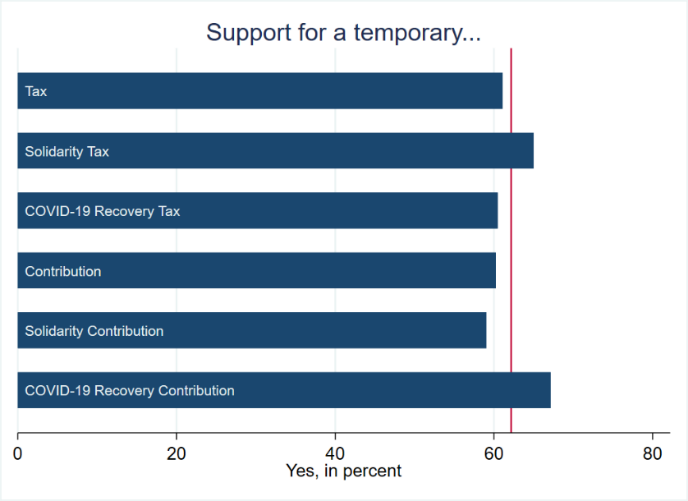 Support for a temporary...
Tax
Solidarity Tax
COVID-19 Recovery Tax
Contribution
Solidarity Contribution
COVID-19 Recovery Contribution
0 20 40 60 80
Yes, in percent